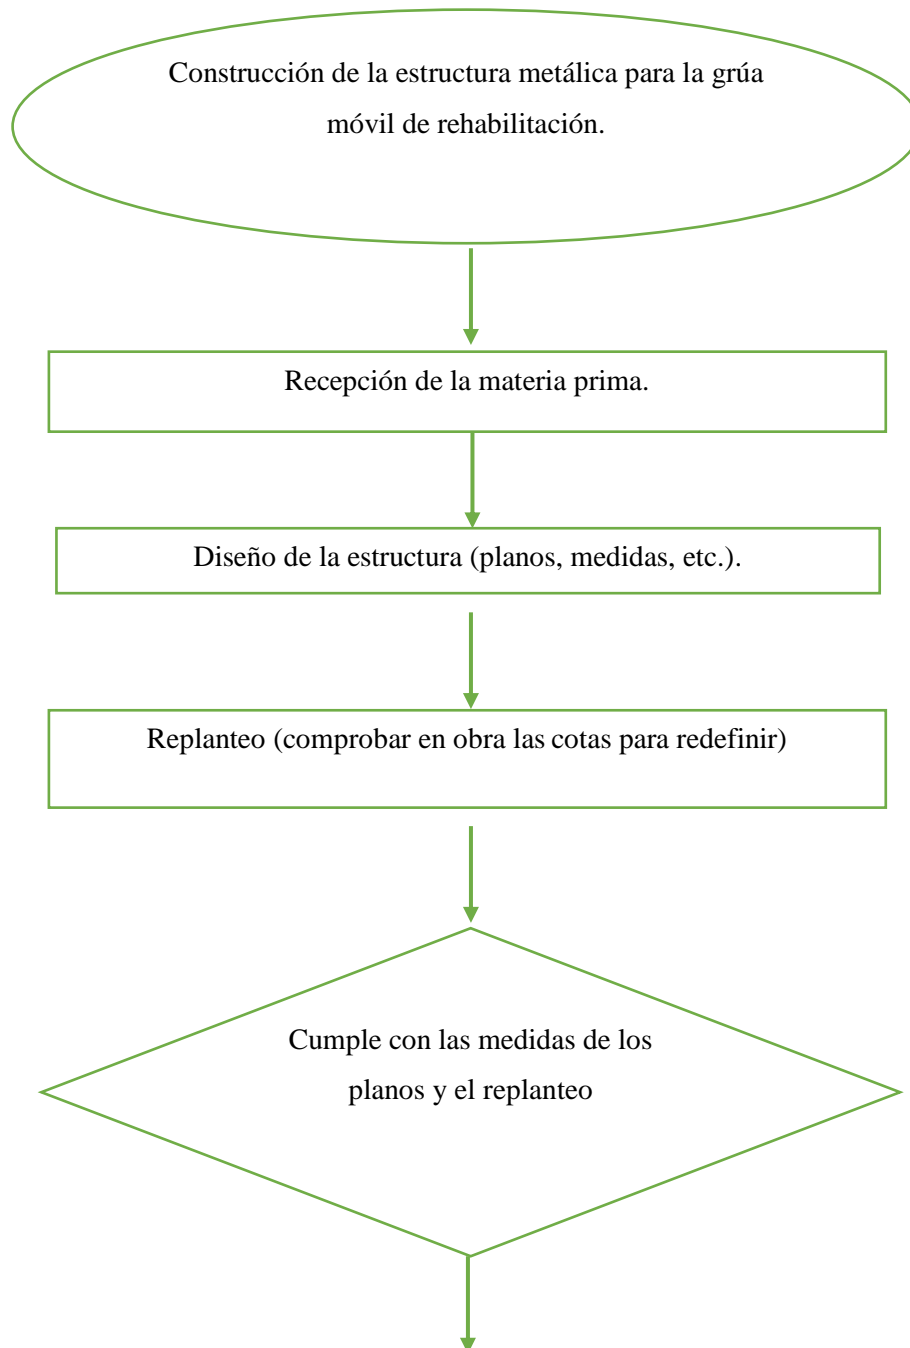 Construcción de la estructura metálica para la grúa
móvil de rehabilitación.
Recepción de la materia prima.
Diseño de la estructura (planos, medidas, etc.).
Replanteo (comprobar en obra las cotas para redefinir)
Cumple con las medidas de los
planos y el replanteo